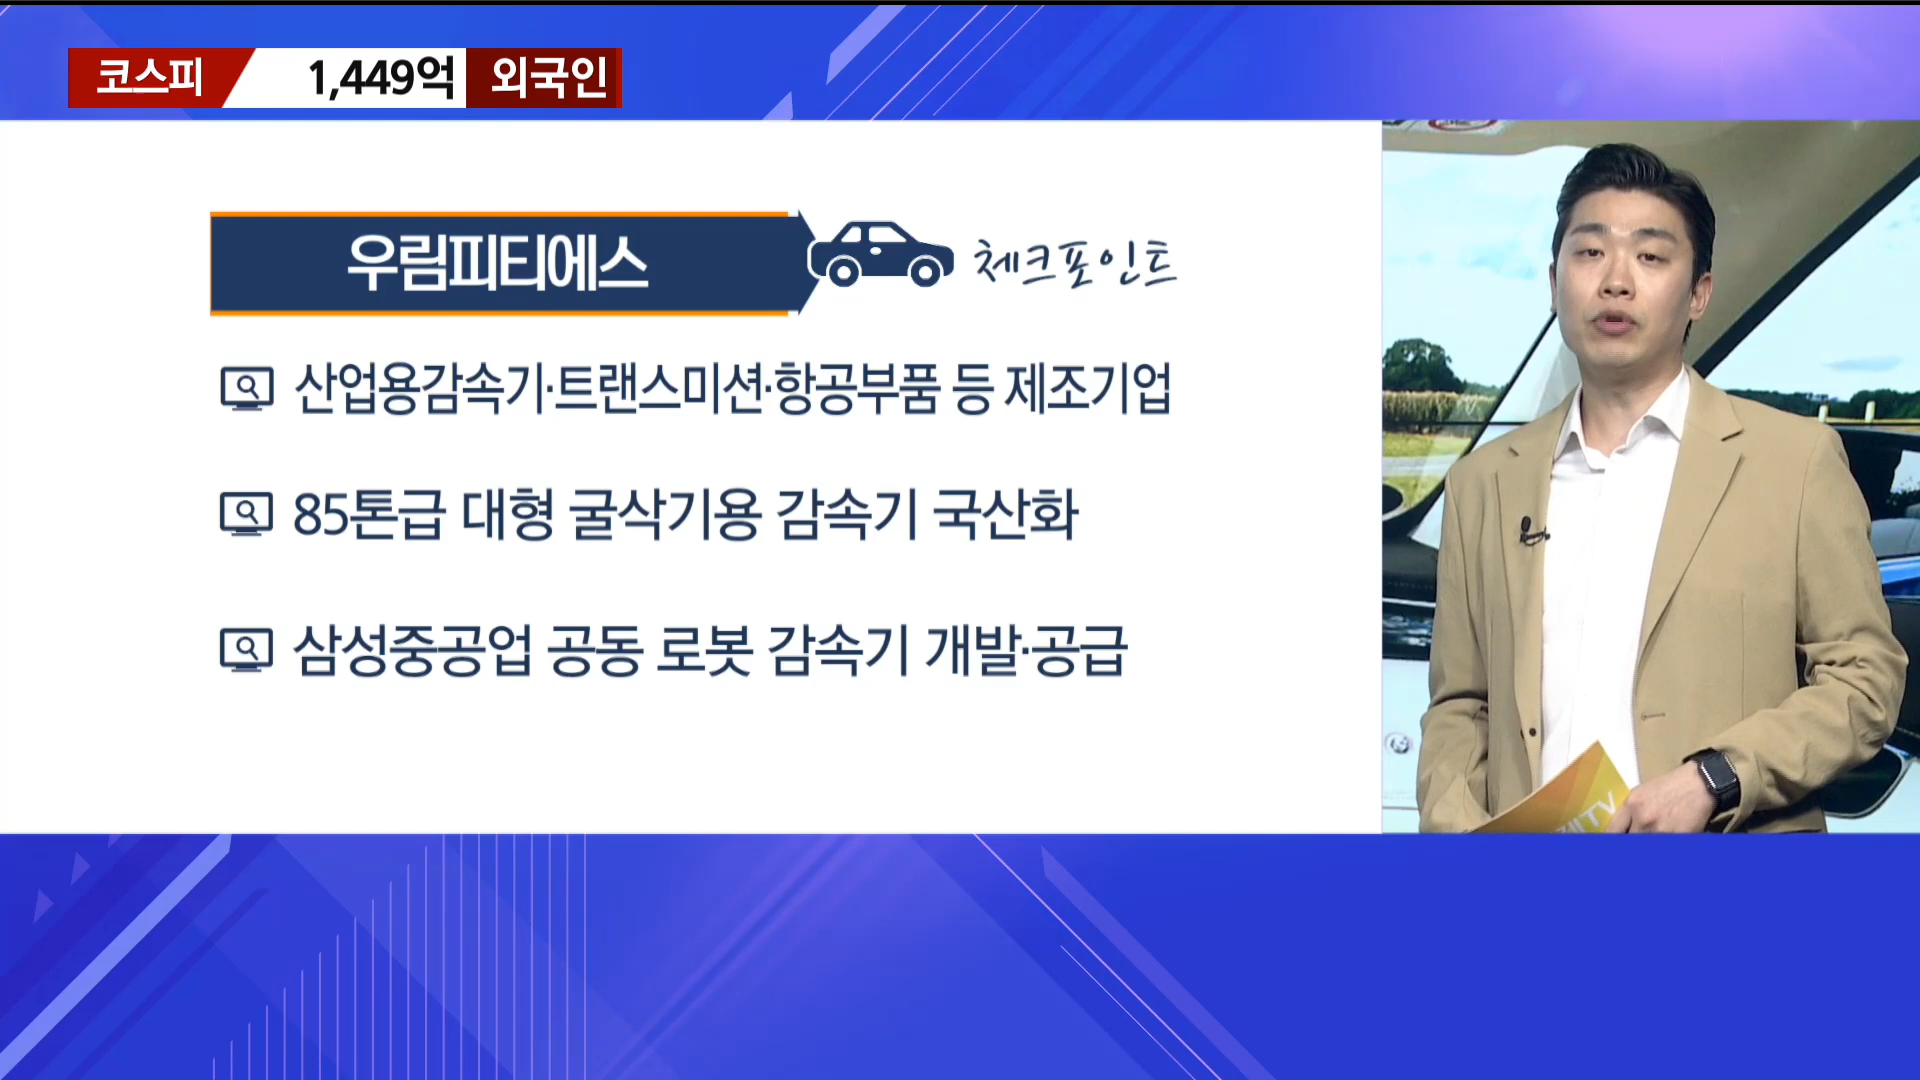 코스피 1,449억 외국인
우림피티에스 체크포인트
산업용감속기·트랜스미션·항공부품 등 제조기업
85톤급 대형 굴삭기용 감속기 국산화
삼성중공업 공동 로봇 감속기 개발·공급
TV